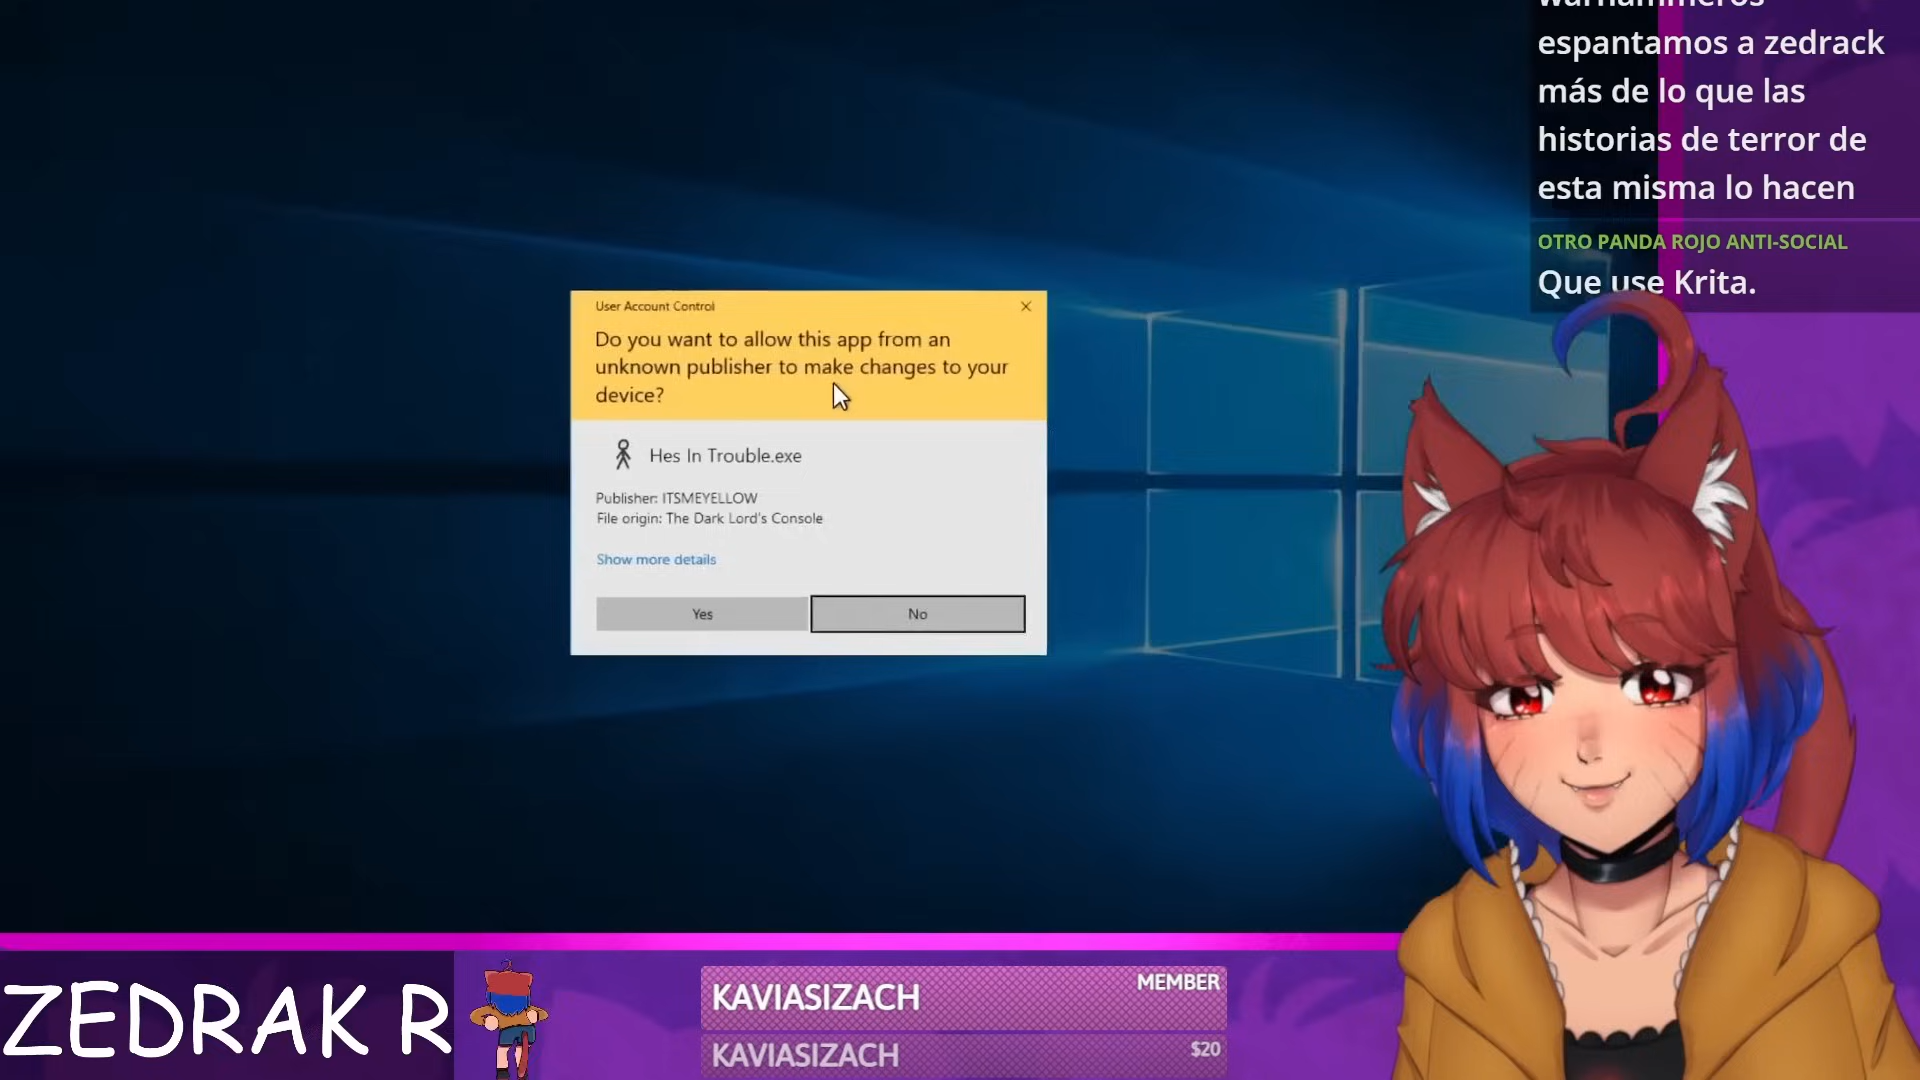 warhammeros
espantamos a zedrack
más de lo que las
historias de terror de
esta misma lo hacen
OTRO PANDA ROJO ANTI-SOCIAL
Que use Krita.
User Account Control
Do you want to allow this app from an
unknown publisher to make changes to your
device?
Hes In Trouble.exe
Publisher: ITSMEYELLOW
File origin: The Dark Lord's Console
Show more details
Yes
No
ZEDRAK R
KAVIASIZACH
MEMBER
KAVIASIZACH
$20